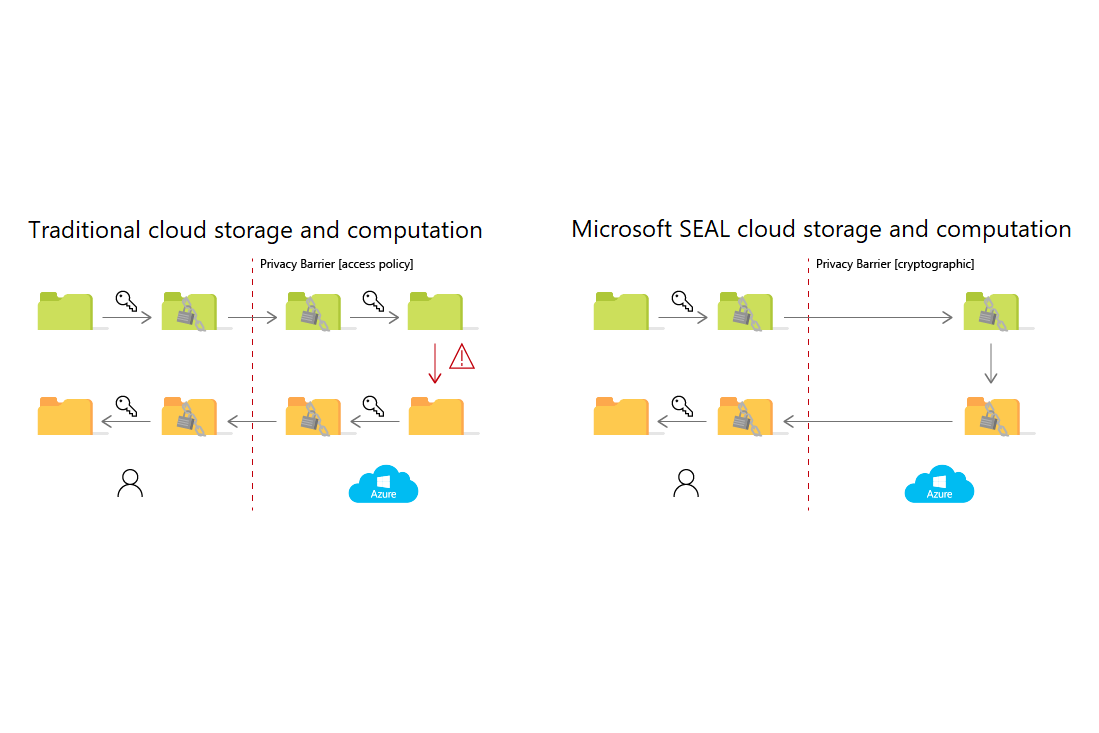 Traditional cloud storage and computation
Privacy Barrier [access policy]
Azure
Microsoft SEAL cloud storage and computation
Privacy Barrier [cryptographic]
Azure